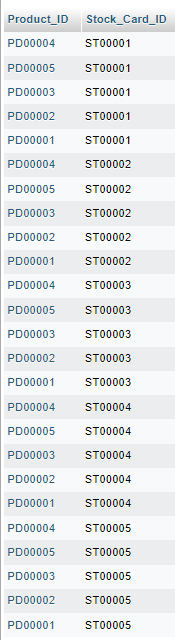 Product_ID Stock_Card_ID
PD00004 ST00001
PD00005 ST00001
PD00003 ST00001
PD00002 ST00001
PD00001 ST00001
PD00004 ST00002
PD00005 ST00002
PD00003 ST00002
PD00002 ST00002
PD00001 ST00002
PD00004 ST00003
PD00005 ST00003
PD00003 ST00003
PD00002 ST00003
PD00001 ST00003
PD00004 ST00004
PD00005 ST00004
PD00003 ST00004
PD00002 ST00004
PD00001 ST00004
PD00004 ST00005
PD00005 ST00005
PD00003 ST00005
PD00002 ST00005
PD00001 ST00005